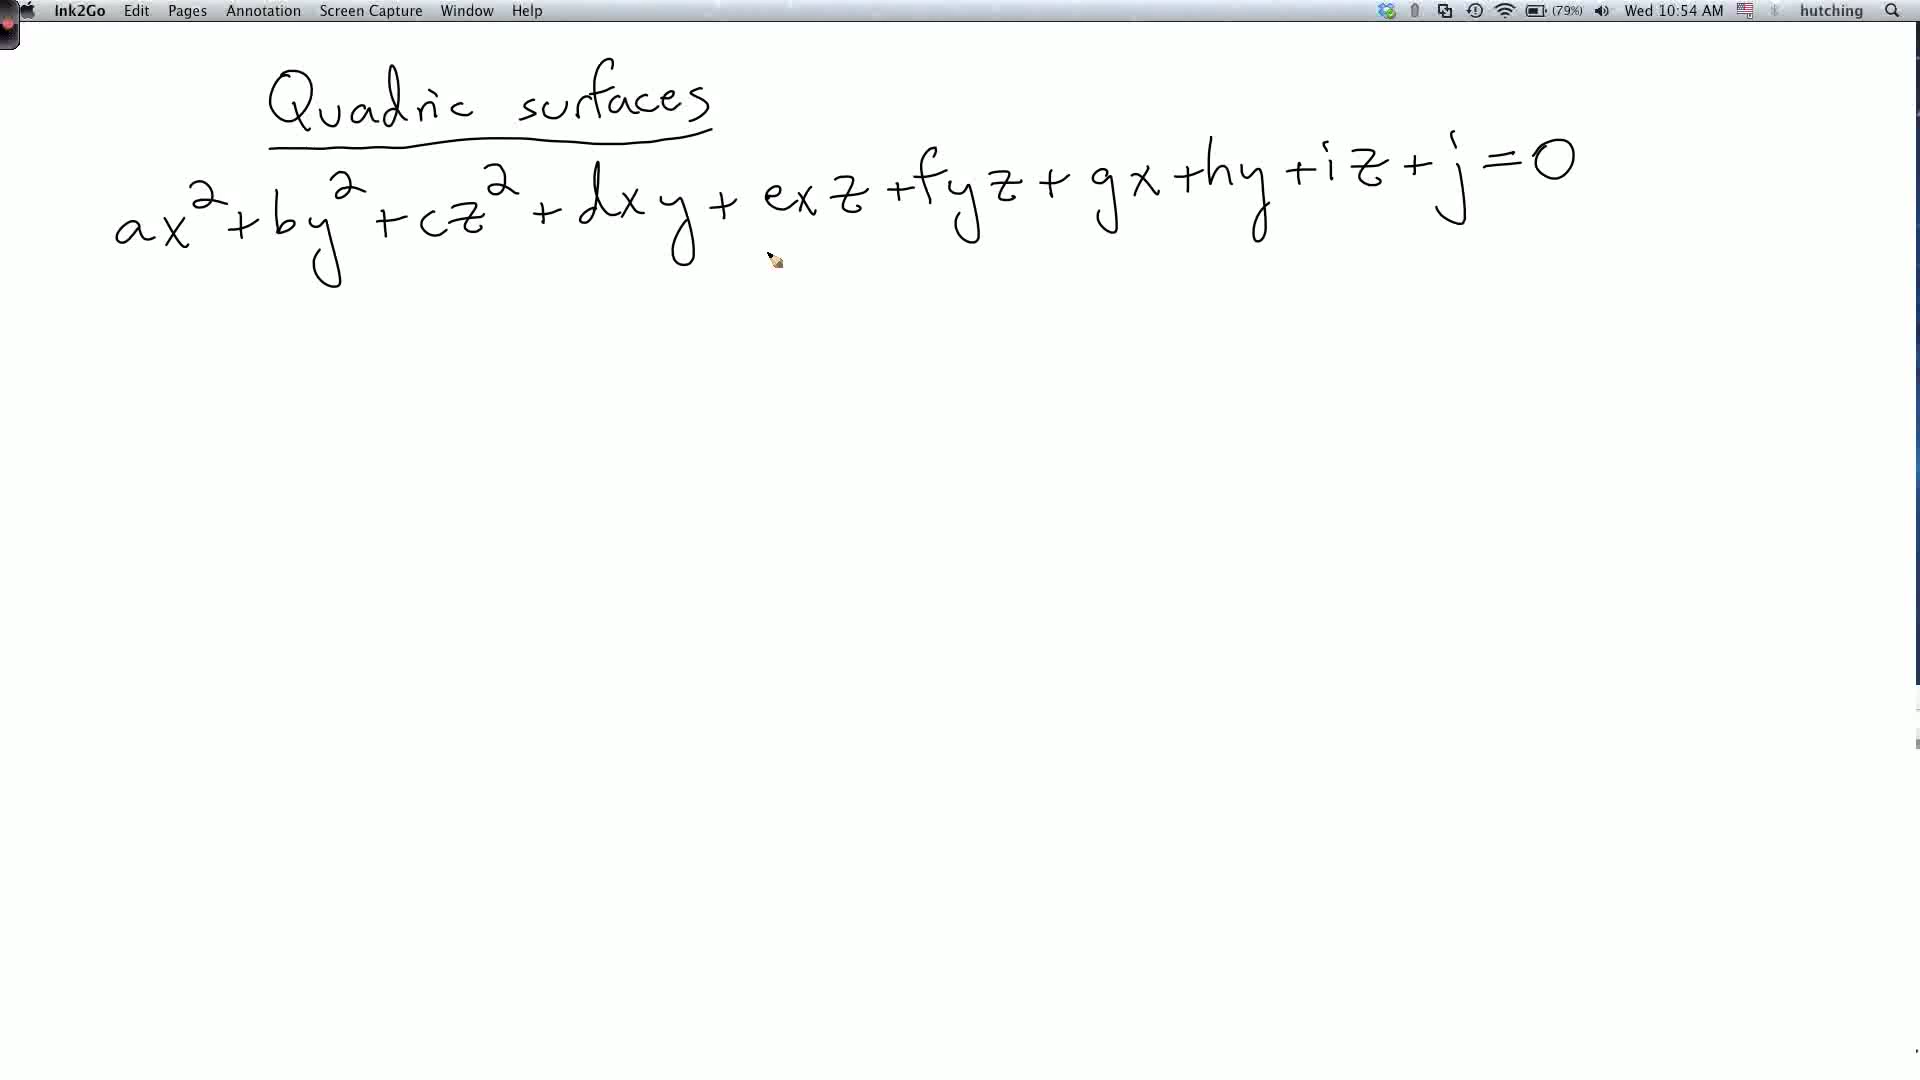 Ink2Go Edit Pages Annotation Screen Capture Window Help (79%) Wed 10:54 AM hutching
Quadric surfaces
ax²+by²+cz²+dxy+exz+fyz+gx+hy+iz+j=0